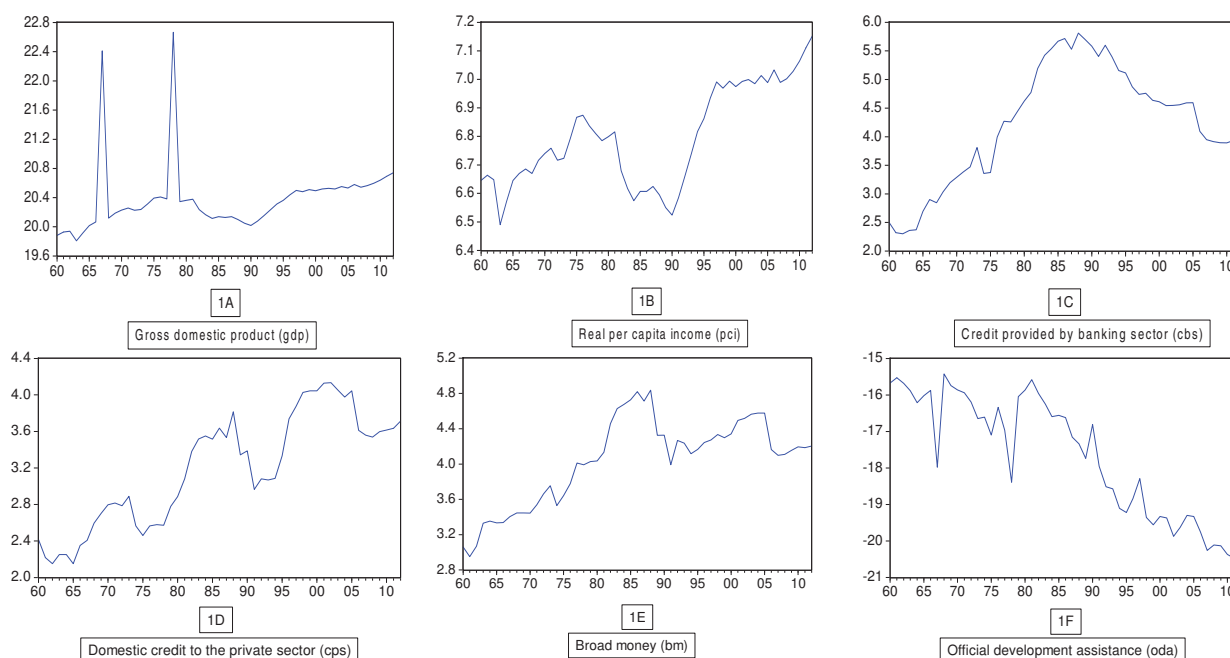 22.8
22.4
22.0
21.6
21.2
20.8
20.4
20.0
19.6
60 65 70 75 80 85 90 95 00 05 10
1A
Gross domestic product (gdp)
7.2
7.1
7.0
6.9
6.8
6.7
6.6
6.5
6.4
60 65 70 75 80 85 90 95 00 05 10
1B
Real per capita income (pci)
6.0
5.5
5.0
4.5
4.0
3.5
3.0
2.5
2.0
60 65 70 75 80 85 90 95 00 05 10
1C
Credit provided by banking sector (cbs)
4.4
4.0
3.6
3.2
2.8
2.4
2.0
60 65 70 75 80 85 90 95 00 05 10
1D
Domestic credit to the private sector (cps)
5.2
4.8
4.4
4.0
3.6
3.2
2.8
60 65 70 75 80 85 90 95 00 05 10
1E
Broad money (bm)
-15
-16
-17
-18
-19
-20
-21
60 65 70 75 80 85 90 95 00 05 10
1F
Official development assistance (oda)